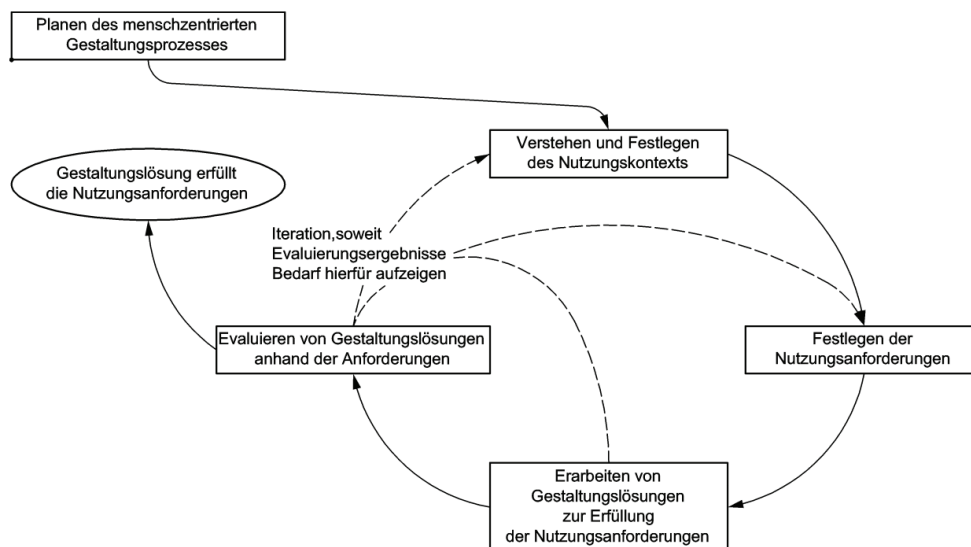 Planen des menschzentrierten
Gestaltungsprozesses
Verstehen und Festlegen
des Nutzungskontexts
Gestaltungslösung erfüllt
die Nutzungsanforderungen
Iteration,soweit
Evaluierungsergebnisse
Bedarf hierfür aufzeigen
Evaluieren von Gestaltungslösungen
anhand der Anforderungen
Festlegen der
Nutzungsanforderungen
Erarbeiten von
Gestaltungslösungen
zur Erfüllung
der Nutzungsanforderungen